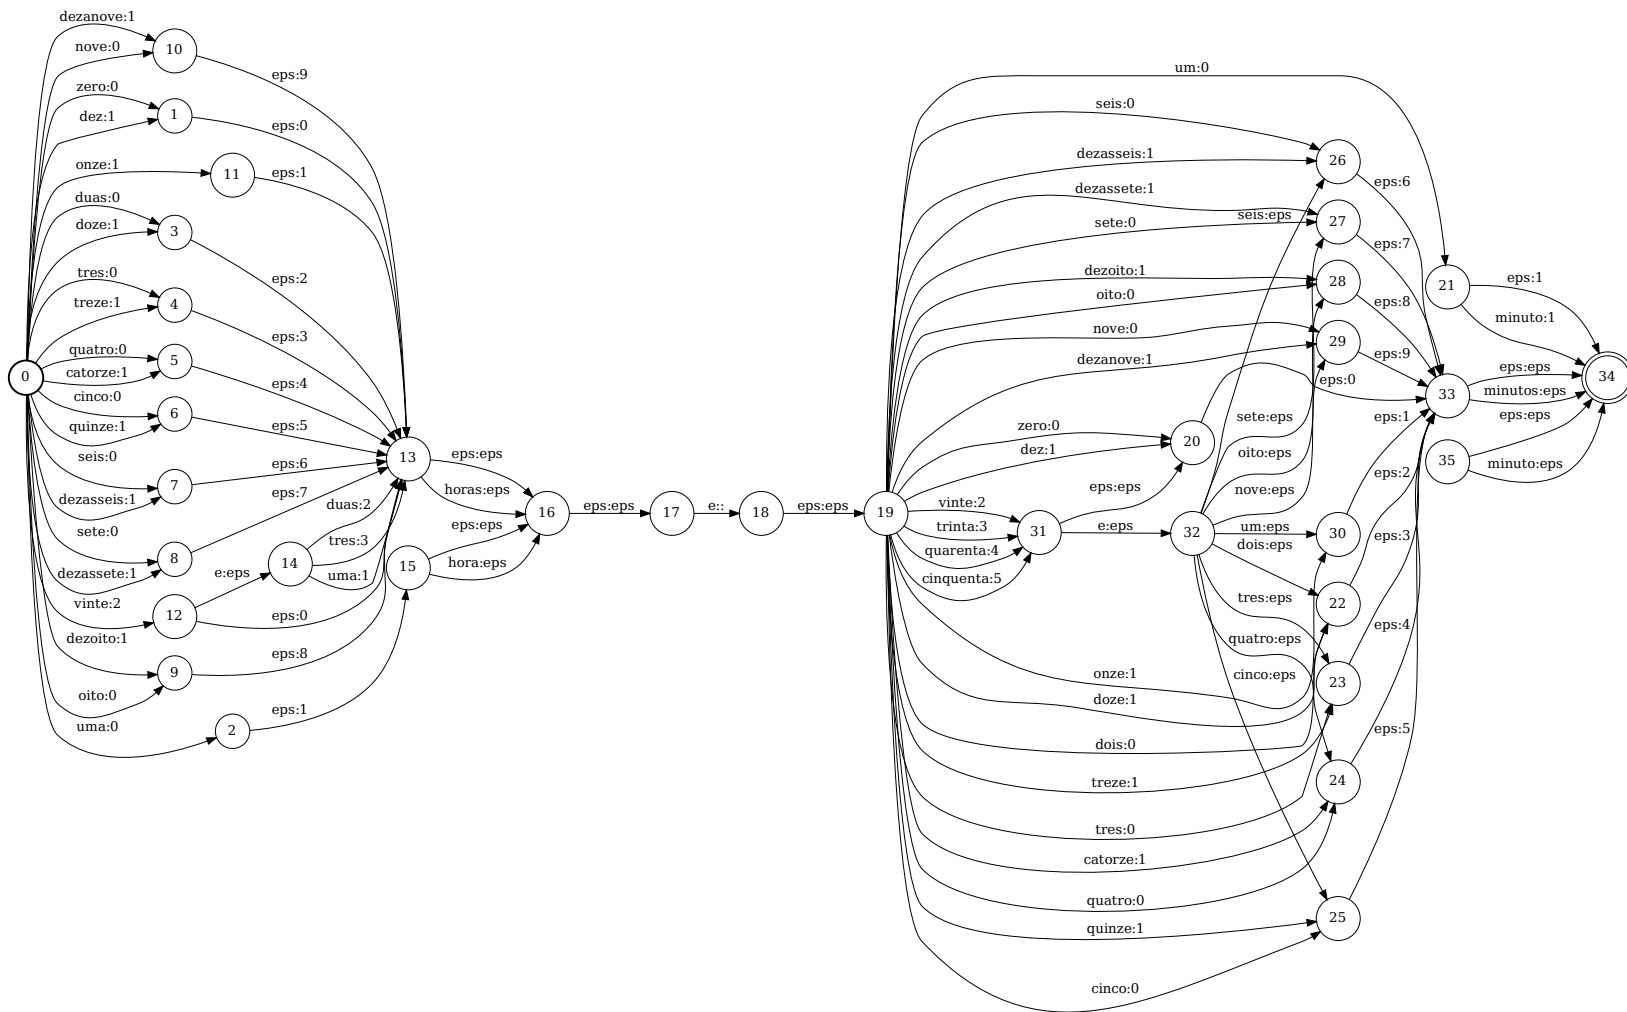 dezanove:1
nove:0
10
eps:9
zero:0
dez:1
1
eps:0
onze:1
11
eps:1
duas:0
doze:1
3
eps:2
tres:0
treze:1
4
eps:3
0
quatro:0
catorze:1
5
eps:4
cinco:0
quinze:1
6
eps:5
seis:0
dezasseis:1
7
eps:6
sete:0
dezassete:1
8
eps:7
vinte:2
12
e:eps
eps:0
14
duas:2
tres:3
uma:1
dezoito:1
oito:0
9
eps:8
uma:0
2
eps:1
13
eps:eps
horas:eps
15
eps:eps
hora:eps
16
eps:eps
17
e::
18
eps:eps
19
um:0
seis:0
dezasseis:1
26
eps:6
dezassete:1
seis:eps
sete:0
27
eps:7
dezoito:1
oito:0
28
eps:8
nove:0
dezanove:1
29
eps:9
eps:0
zero:0
dez:1
20
vinte:2
trinta:3
quarenta:4
cinquenta:5
31
eps:eps
e:eps
32
sete:eps
oito:eps
nove:eps
um:eps
dois:eps
tres:eps
quatro:eps
cinco:eps
30
eps:1
22
eps:2
23
eps:3
24
eps:4
25
eps:5
onze:1
doze:1
dois:0
treze:1
tres:0
catorze:1
quatro:0
quinze:1
cinco:0
21
eps:1
minuto:1
33
eps:eps
minutos:eps
35
eps:eps
minuto:eps
34